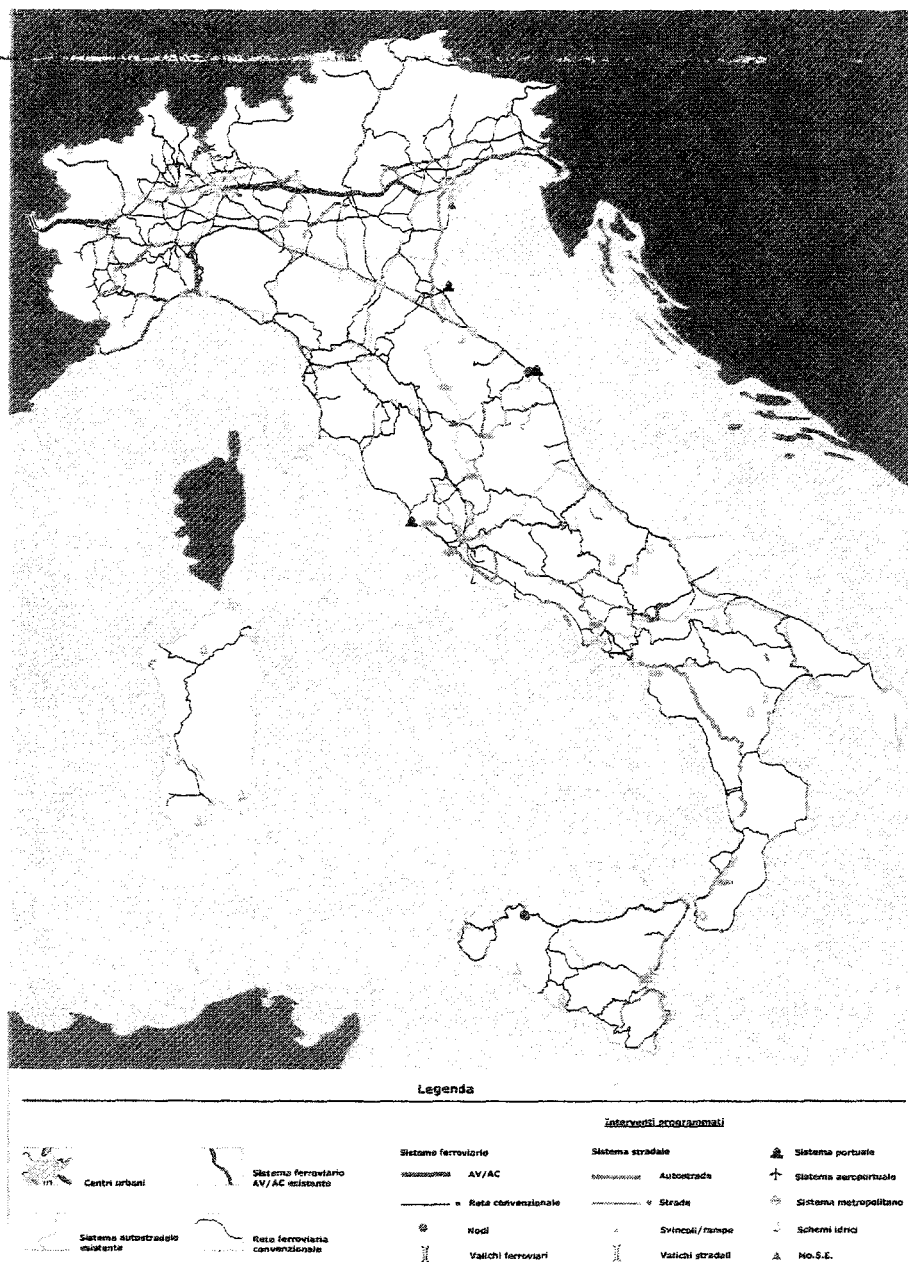 Legenda
Interventi programmati
Centri urbani
Sistema ferroviario
AV/AC esistente
Sistema autostradale
esistente
Rete ferroviaria
convenzionale
Sistema ferroviario
AV/AC
Rete convenzionale
Nodi
Valichi ferroviari
Sistema stradale
Autostrade
Strade
Svincoli/rampe
Valichi stradali
Sistema portuale
Sistema aeroportuale
Sistema metropolitano
Schemi idrici
Mo.S.E.